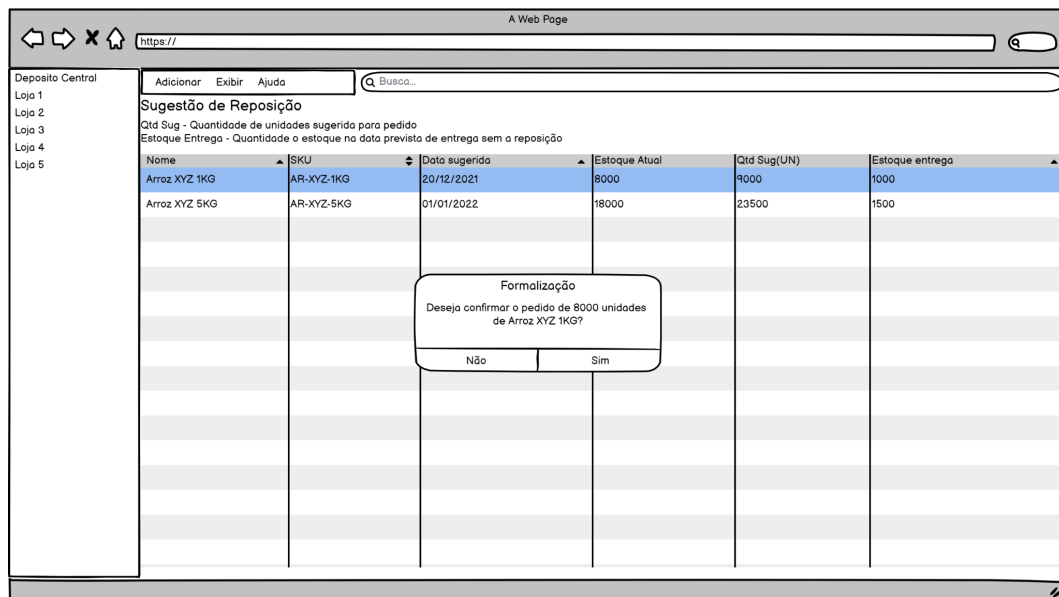 A Web Page
https://
Deposito Central
Loja 1
Loja 2
Loja 3
Loja 4
Loja 5
Adicionar Exibir Ajuda
Busca...
Sugestão de Reposição
Qtd Sug - Quantidade de unidades sugerida para pedido
Estoque Entrega - Quantidade o estoque na data prevista de entrega sem a reposição
Nome SKU Data sugerida Estoque Atual Qtd Sug(UN) Estoque entrega
Arroz XYZ 1KG AR-XYZ-1KG 20/12/2021 8000 9000 1000
Arroz XYZ 5KG AR-XYZ-5KG 01/01/2022 18000 23500 1500
Formalização
Deseja confirmar o pedido de 8000 unidades
de Arroz XYZ 1KG?
Não Sim